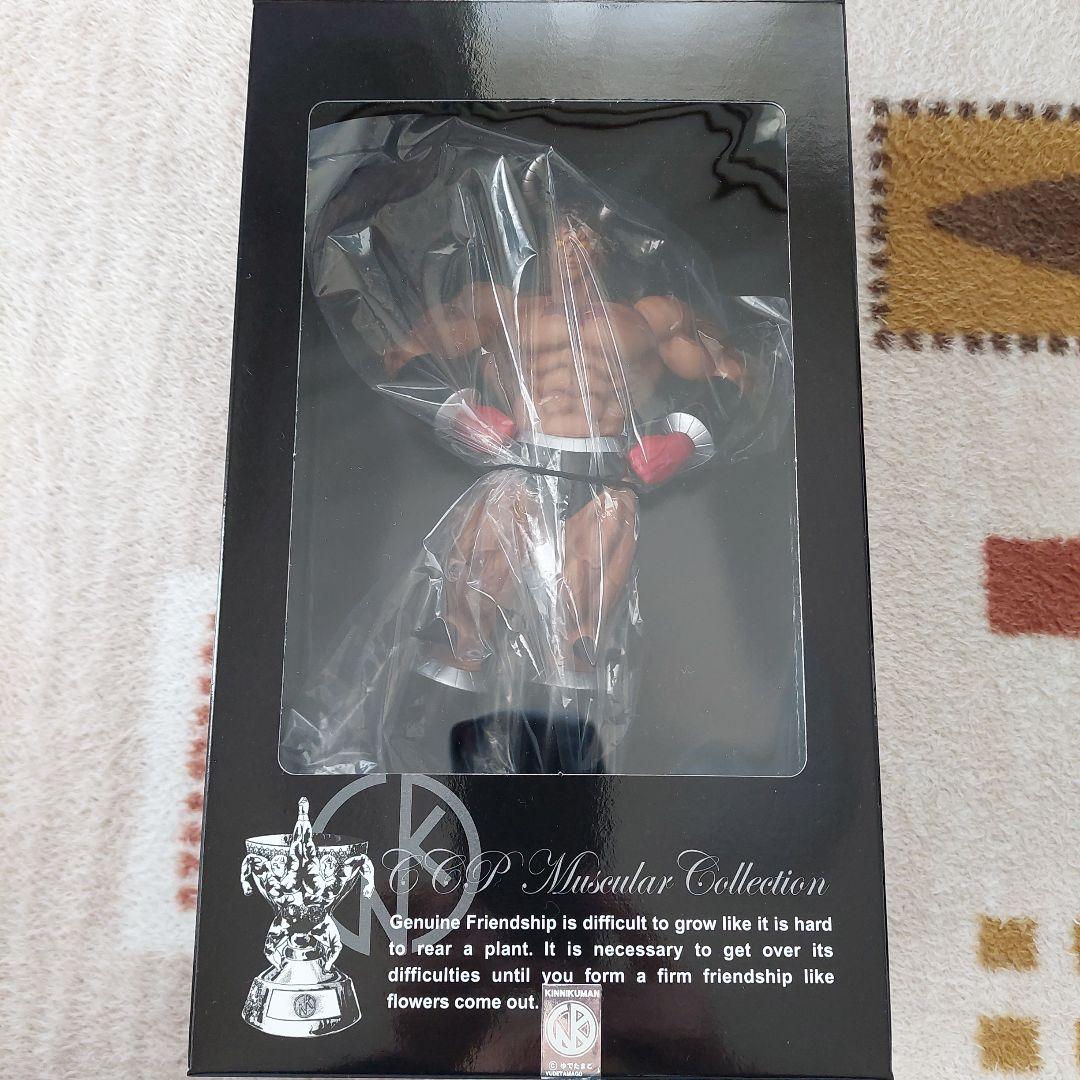 CCP Muscular Collection
Genuine Friendship is difficult to grow like it is hard
to rear a plant. It is necessary to get over its
difficulties until you form a firm friendship like
flowers come out.
KINNIKUMAN
© ゆでたまご
YUDETAMAGO